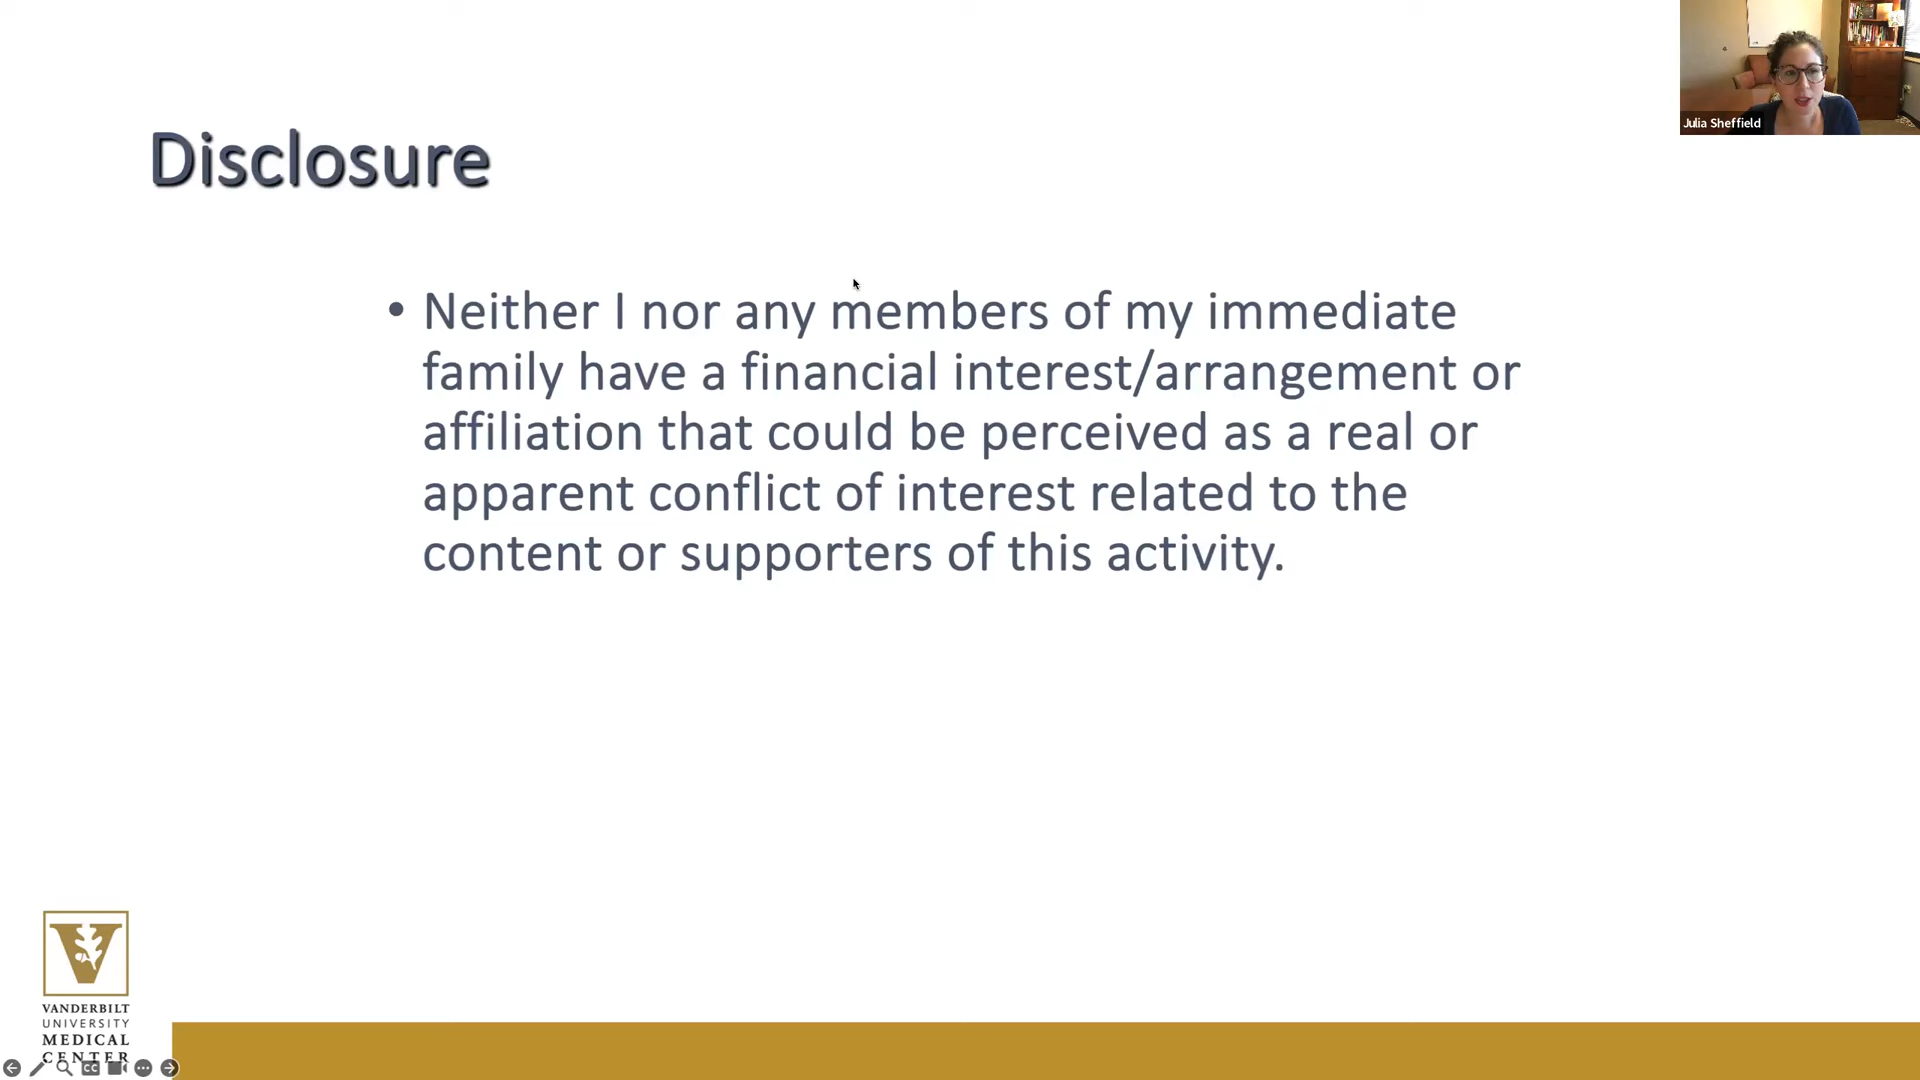 Julia Sheffield
Disclosure
• Neither I nor any members of my immediate
family have a financial interest/arrangement or
affiliation that could be perceived as a real or
apparent conflict of interest related to the
content or supporters of this activity.
V
VANDERBILT
UNIVERSITY
MEDICAL
CENTER
CC